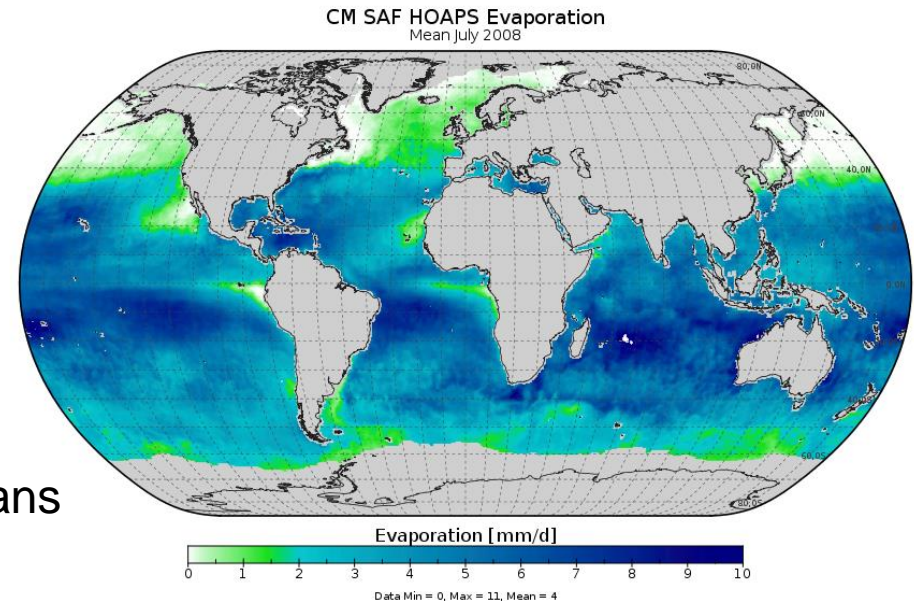 CM SAF HOAPS Evaporation
Mean July 2008
80,0N
40,0N
0,0N
60,0S
80,0S
ans
Evaporation [mm/d]
0 1 2 3 4 5 6 7 8 9 10
Data Min = 0, Max = 11, Mean = 4